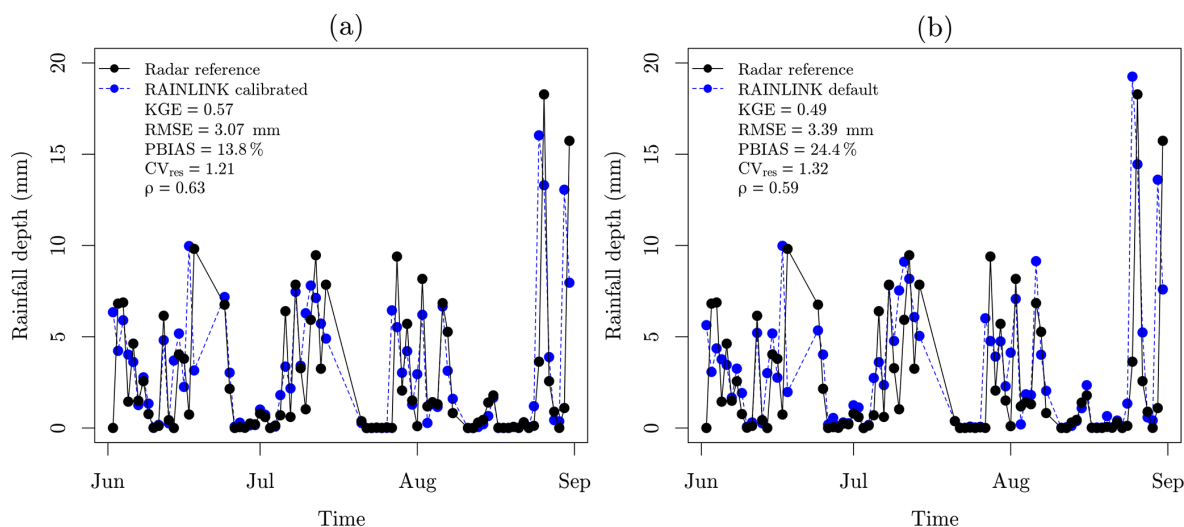 (a)
Radar reference
RAINLINK calibrated
KGE = 0.57
RMSE = 3.07 mm
PBIAS = 13.8 %
CVres = 1.21
ρ = 0.63
20
15
10
5
0
Rainfall depth (mm)
Jun Jul Aug Sep
Time
(b)
Radar reference
RAINLINK default
KGE = 0.49
RMSE = 3.39 mm
PBIAS = 24.4 %
CVres = 1.32
ρ = 0.59
20
15
10
5
0
Rainfall depth (mm)
Jun Jul Aug Sep
Time